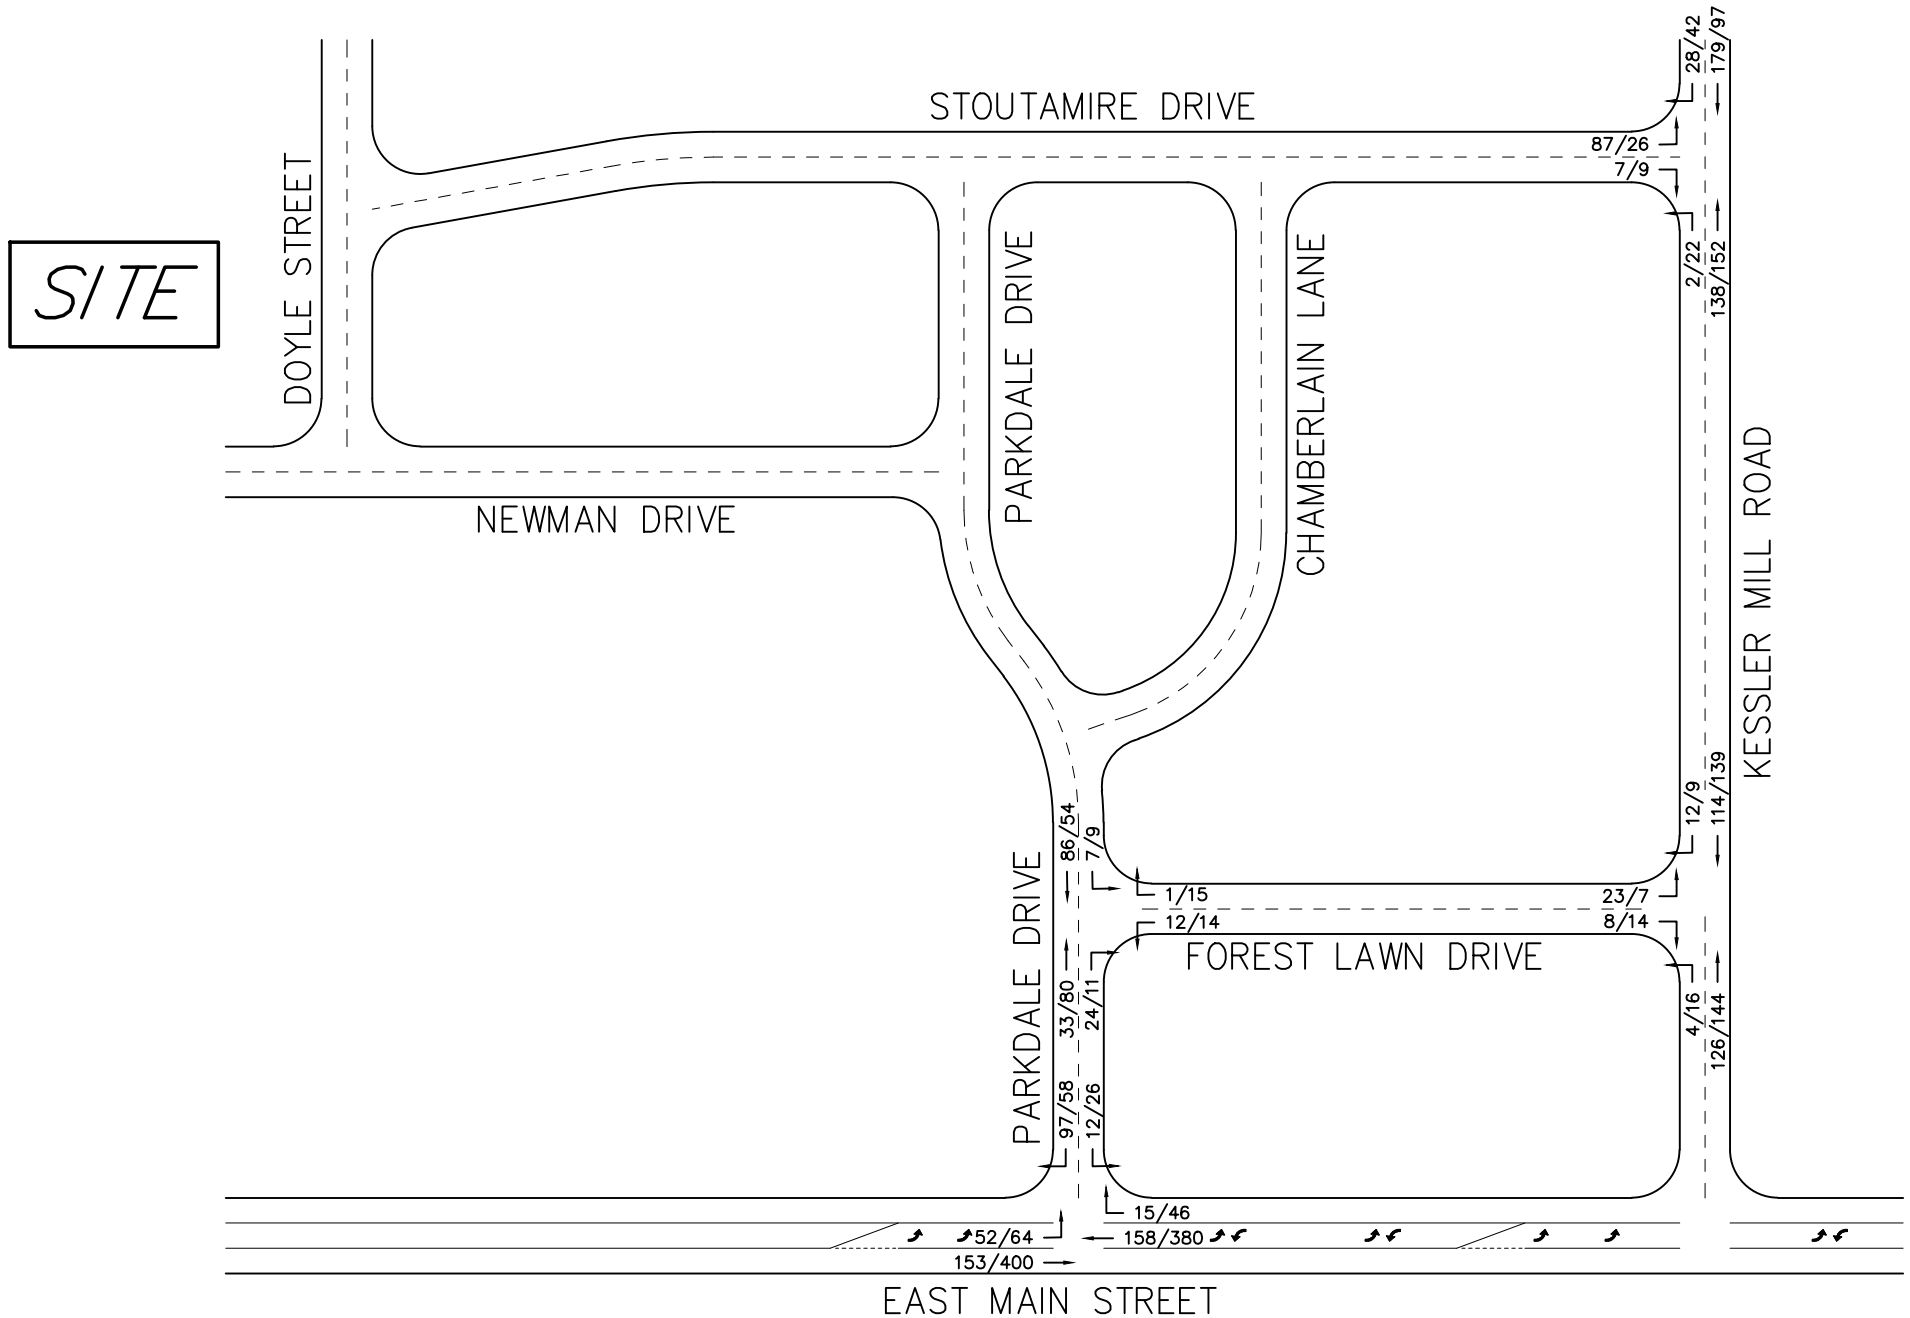 28/42
179/97
STOUTAMIRE DRIVE
87/26
7/9
DOYLE STREET
SITE
PARKDALE DRIVE
CHAMBERLAIN LANE
2/22
138/152
NEWMAN DRIVE
KESSLER MILL ROAD
12/9
114/139
86/54
7/9
1/15
23/7
12/14
8/14
FOREST LAWN DRIVE
PARKDALE DRIVE
33/80
24/11
4/16
126/144
97/58
12/26
15/46
52/64
158/380
153/400
EAST MAIN STREET